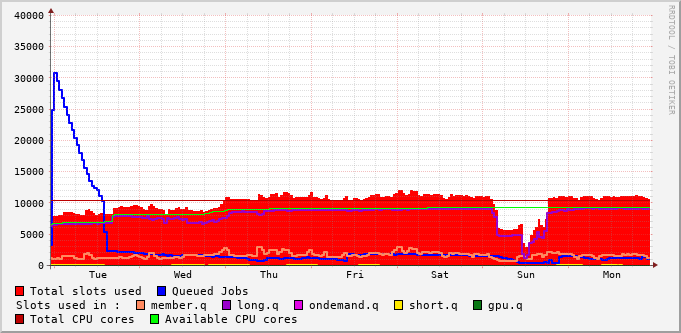 40000
35000
30000
25000
20000
15000
10000
5000
0
Tue Wed Thu Fri Sat Sun Mon
RRDTOOL / TOBI OETIKER
Total slots used Queued Jobs
Slots used in : member.q long.q ondemand.q short.q gpu.q
Total CPU cores Available CPU cores